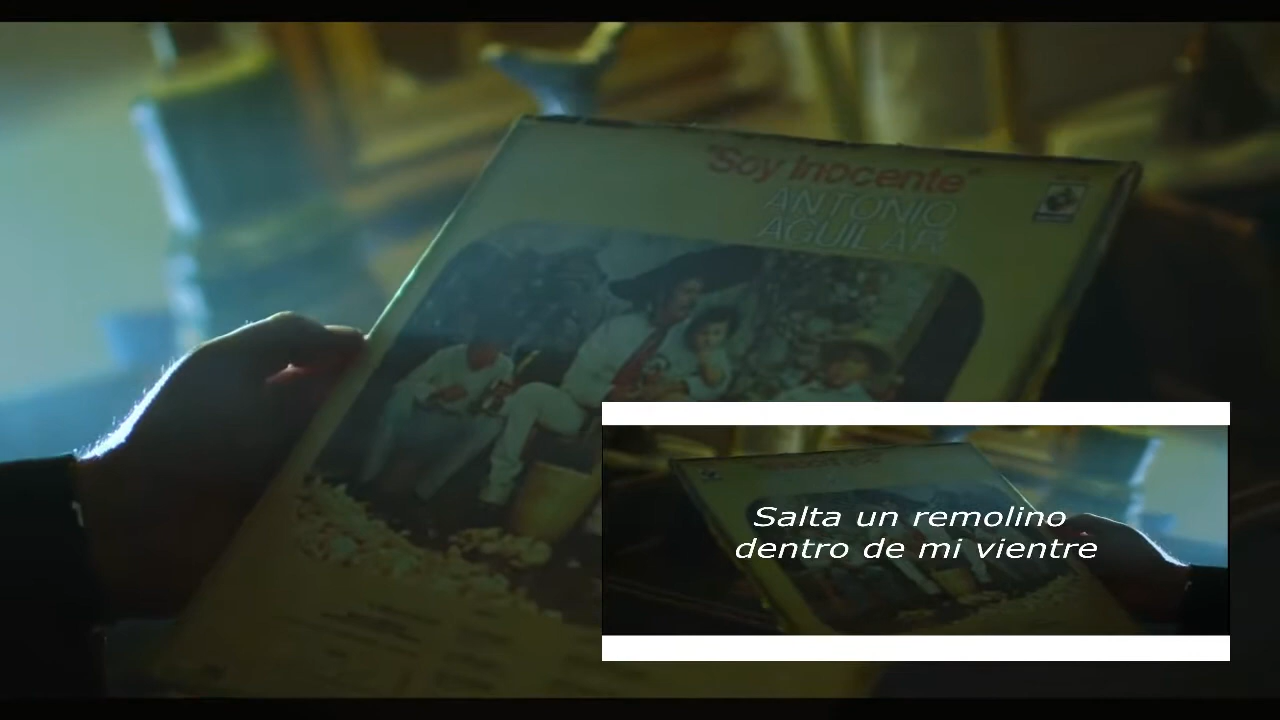 "Soy Inocente"
ANTONIO
AGUILAR
Salta un remolino
dentro de mi vientre